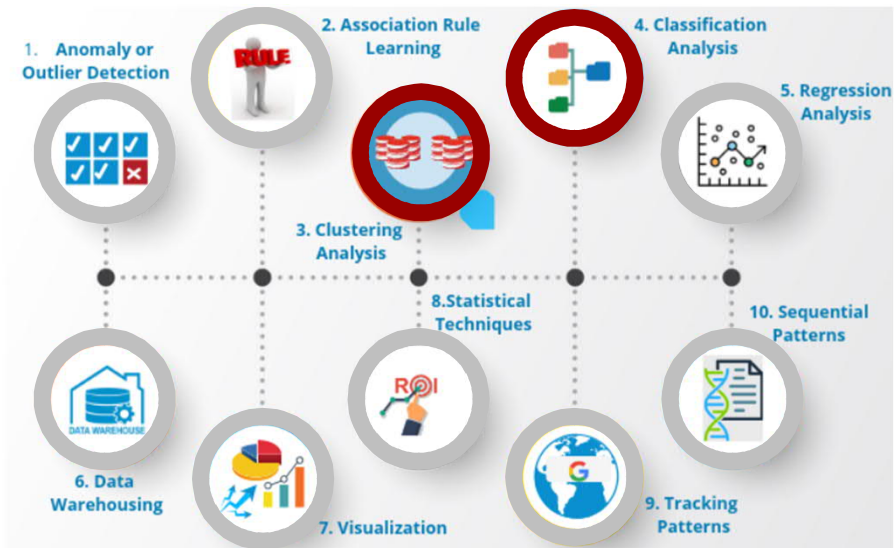 1. Anomaly or
Outlier Detection
2. Association Rule
Learning
RULE
3. Clustering
Analysis
4. Classification
Analysis
5. Regression
Analysis
6. Data
Warehousing
DATA WAREHOUSE
7. Visualization
8.Statistical
Techniques
ROI
9. Tracking
Patterns
G
10. Sequential
Patterns